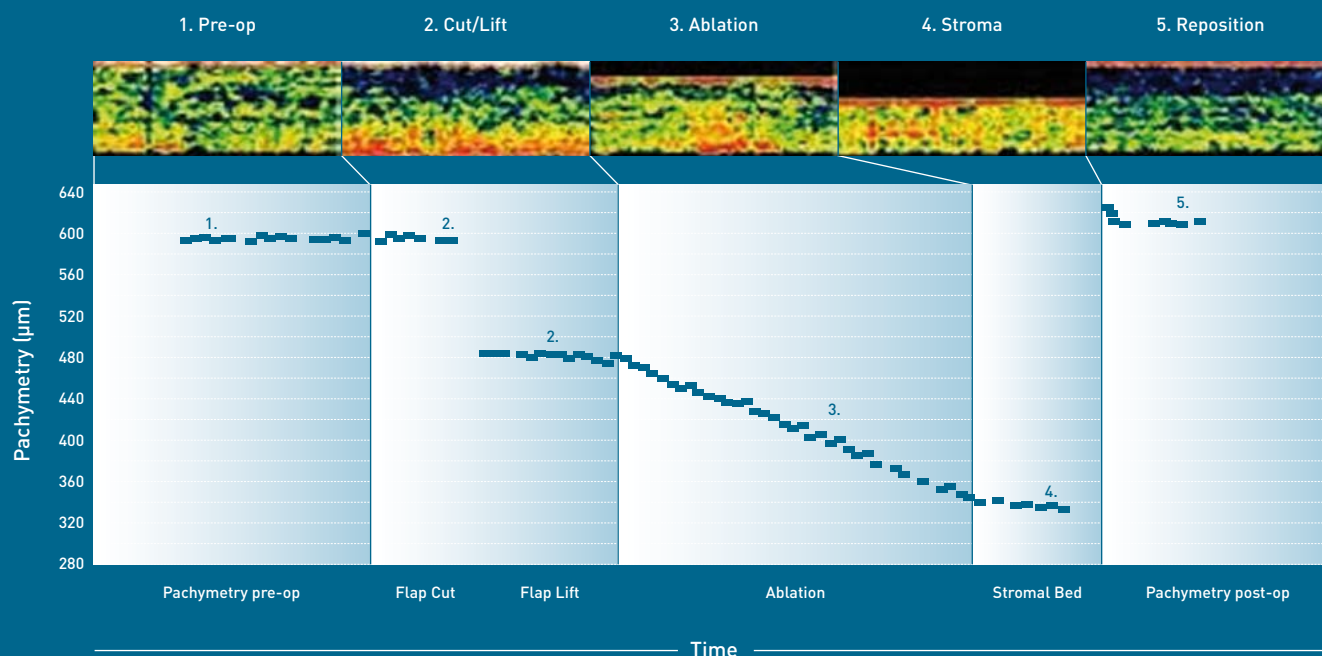 1. Pre-op
2. Cut/Lift
3. Ablation
4. Stroma
5. Reposition
Pachymetry (µm)
640
600
560
520
480
440
400
360
320
280
1.
2.
2.
3.
4.
5.
Pachymetry pre-op
Flap Cut
Flap Lift
Ablation
Stromal Bed
Pachymetry post-op
Time